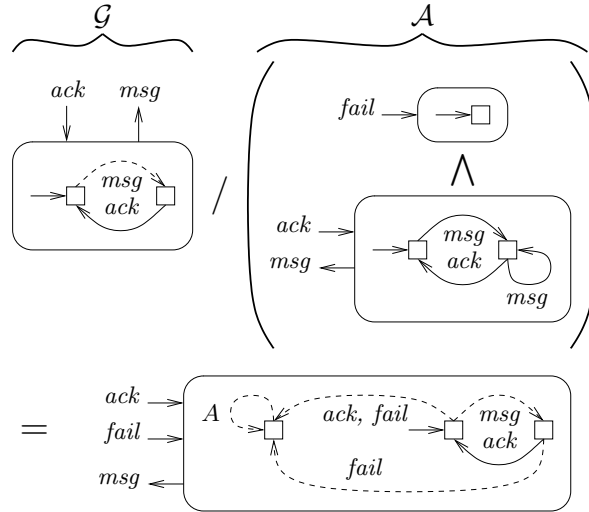 𝒢 𝒜
ack msg
fail
msg
ack
/
∧
ack
msg
msg
ack
msg
=
ack
fail
msg
A
ack, fail
msg
ack
fail